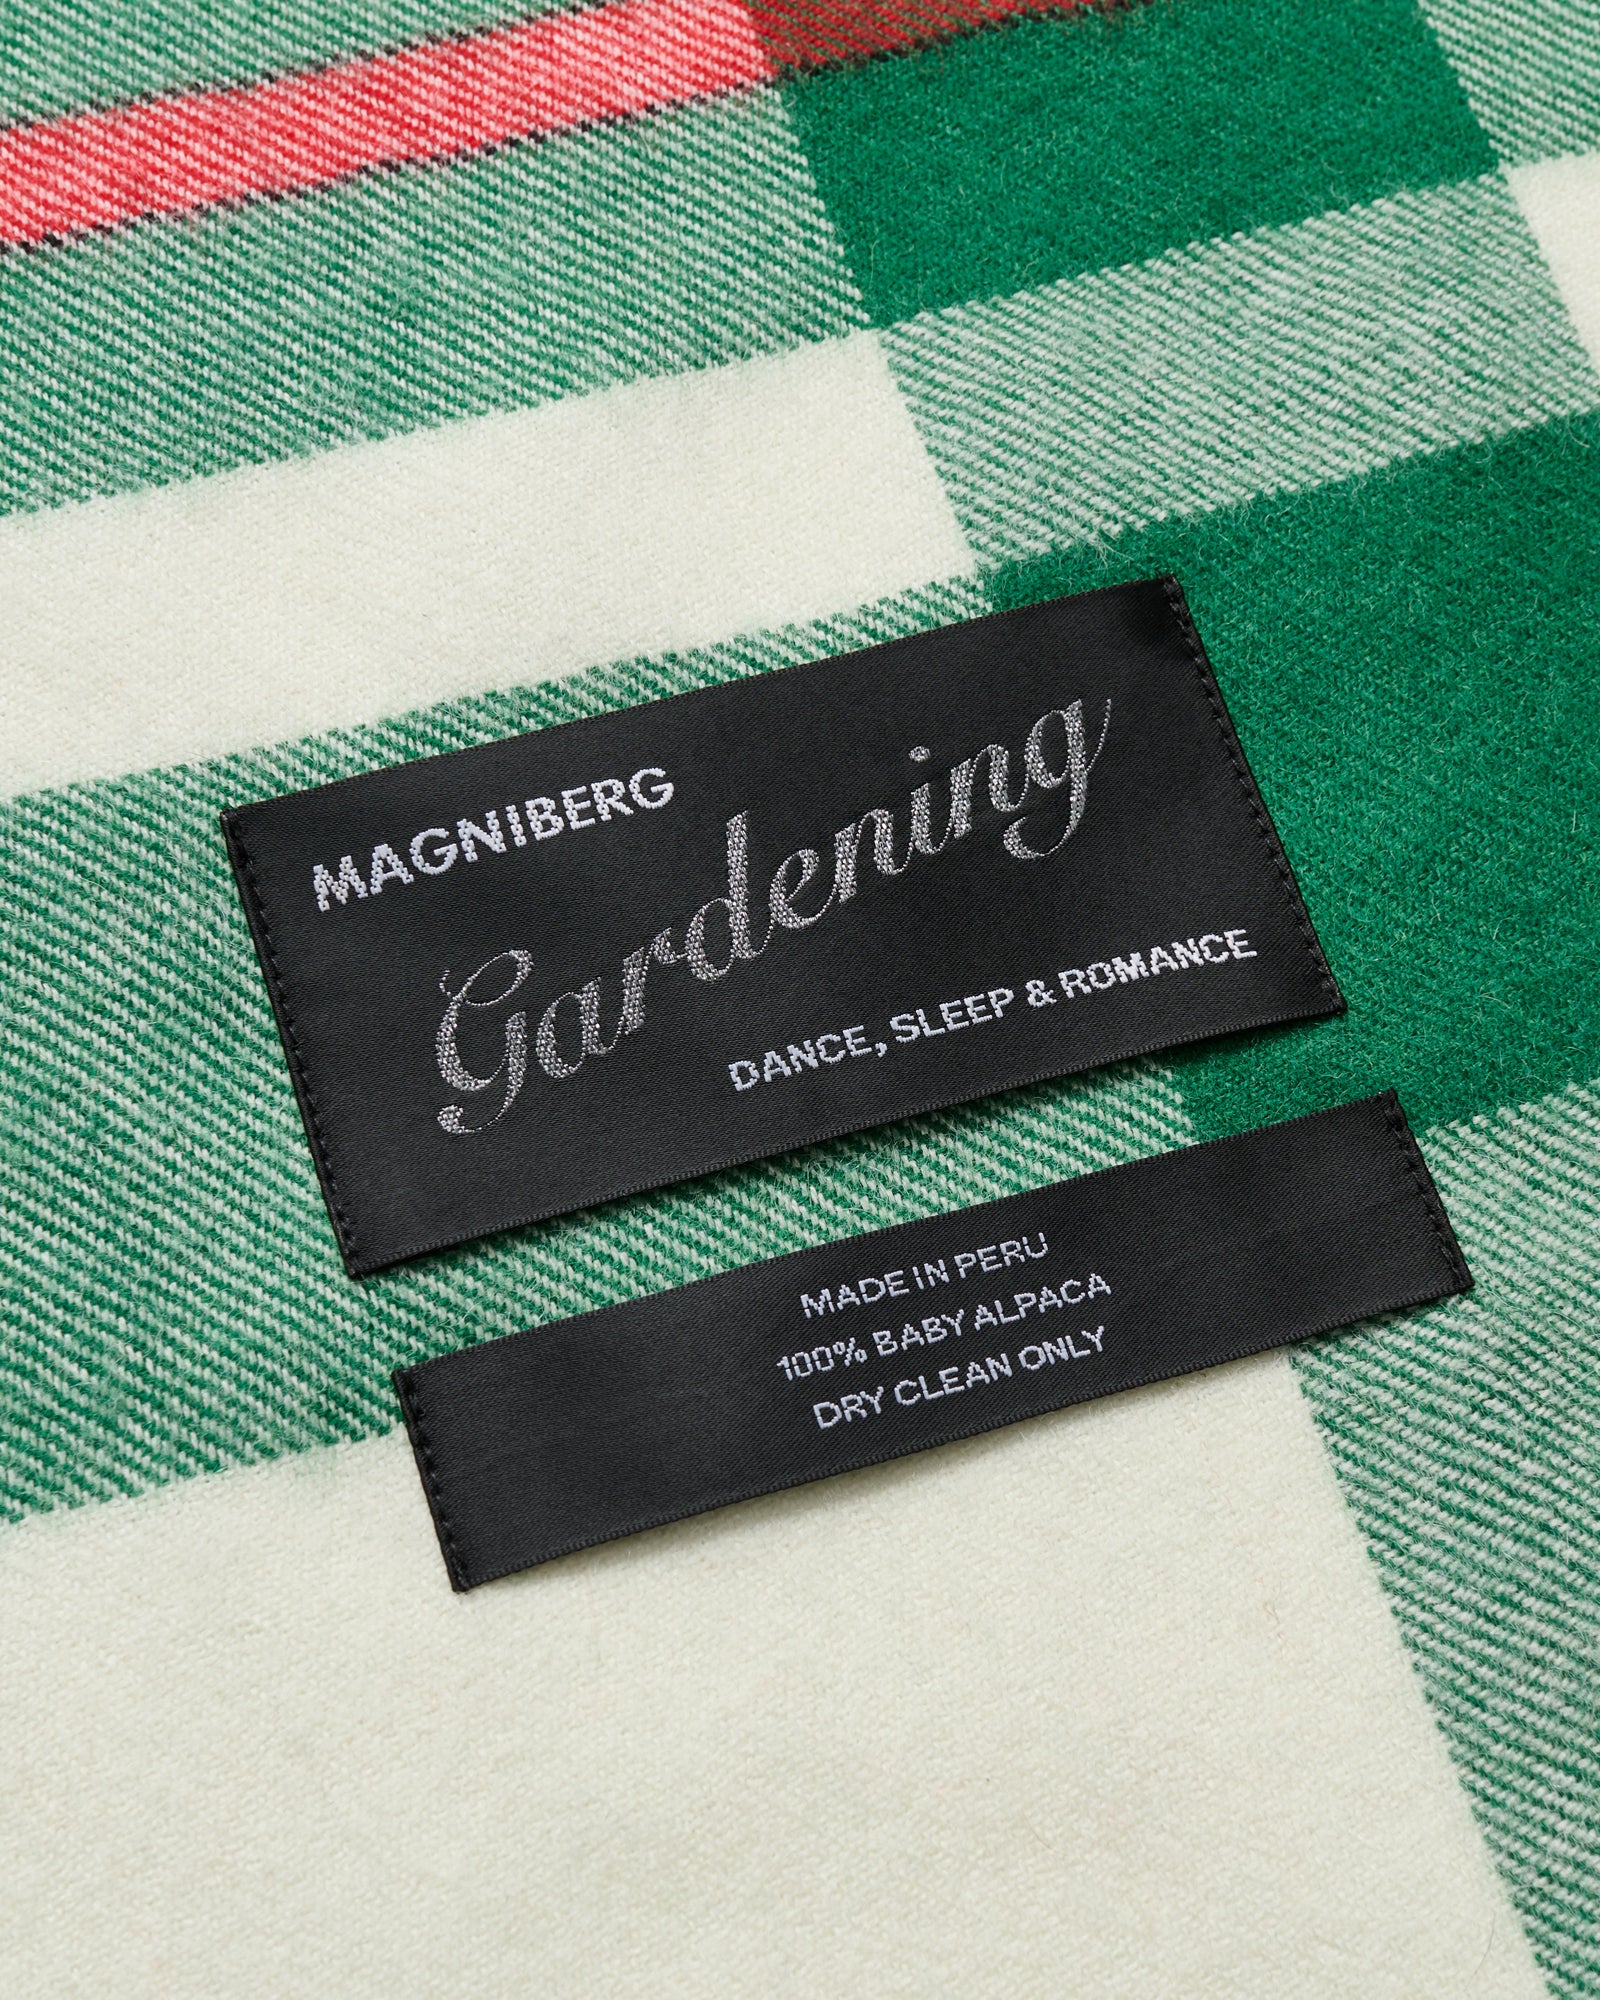 MAGNIBERG
Gardening
DANCE, SLEEP & ROMANCE
MADE IN PERU
100% BABY ALPACA
DRY CLEAN ONLY